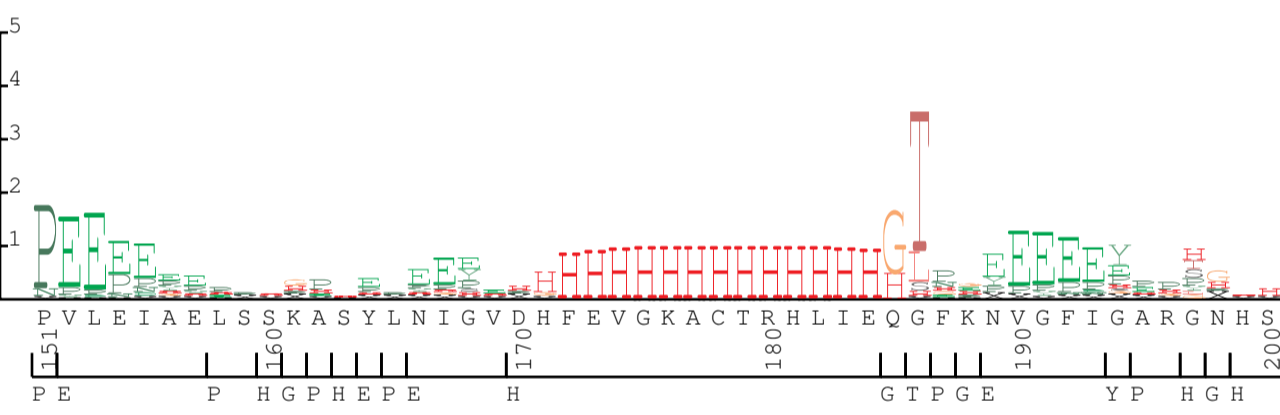 5
4
3
2
1
T
G
P E E E E E E H H H H H H H H H H H H H H E E E E Y H
P V L E I A E L S S K A S Y L N I G V D H F E V G K A C T R H L I E Q G F K N V G F I G A R G N H S
151 160 170 180 190 200
P E P H G P H E P E H G T P G E Y P H G H